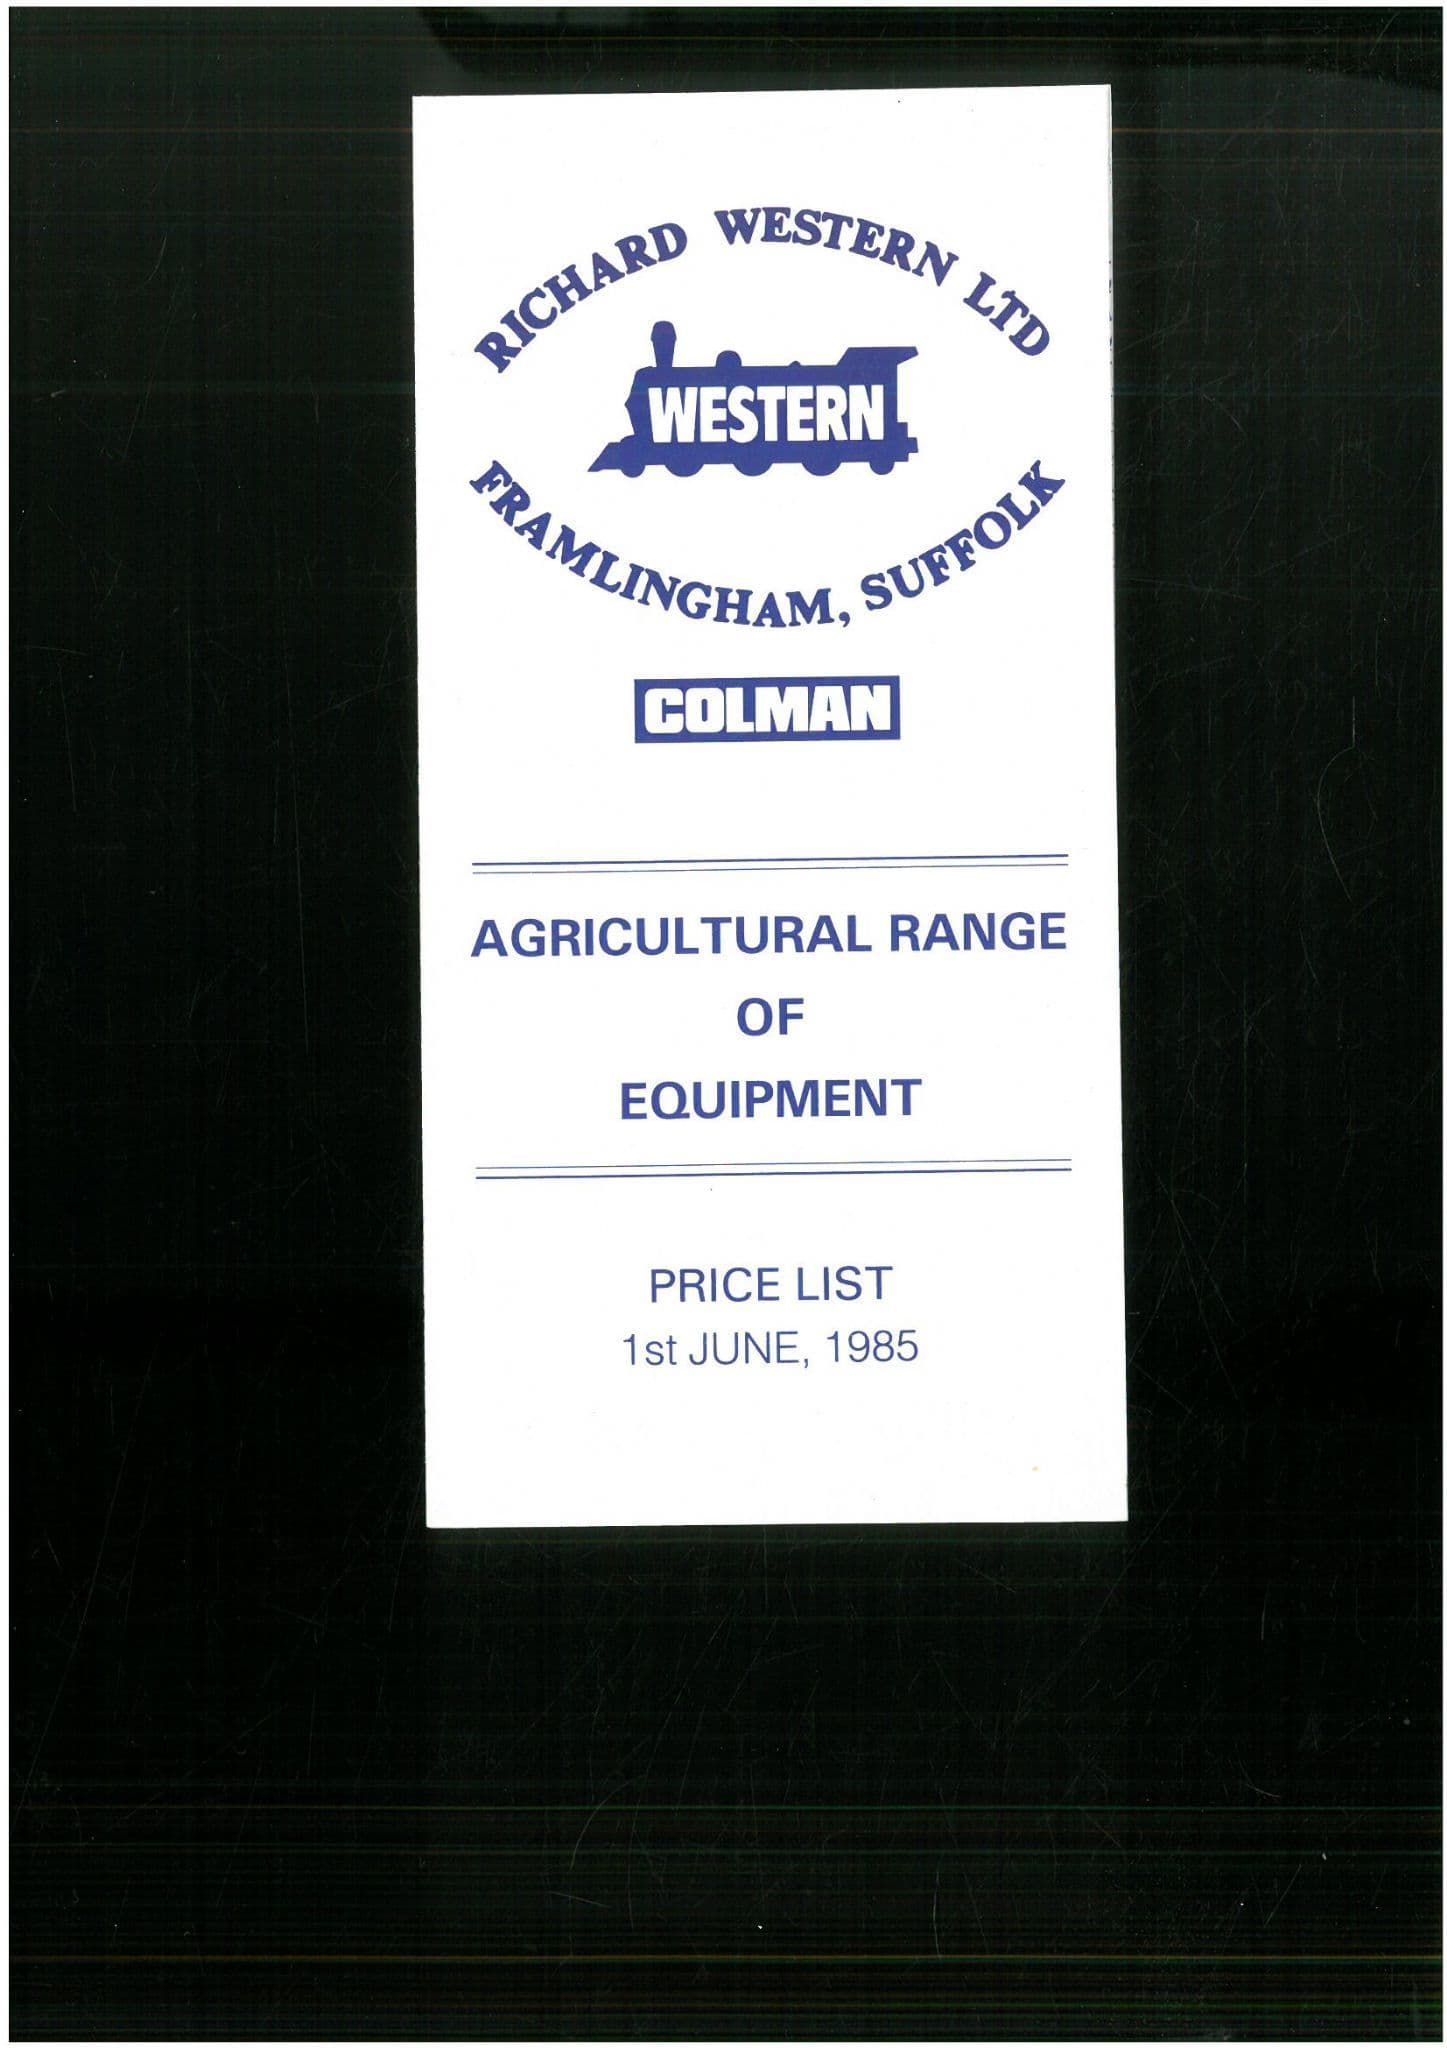 RICHARD WESTERN LTD
WESTERN
FRAMLINGHAM, SUFFOLK
COLMAN
AGRICULTURAL RANGE
OF
EQUIPMENT
PRICE LIST
1st JUNE, 1985